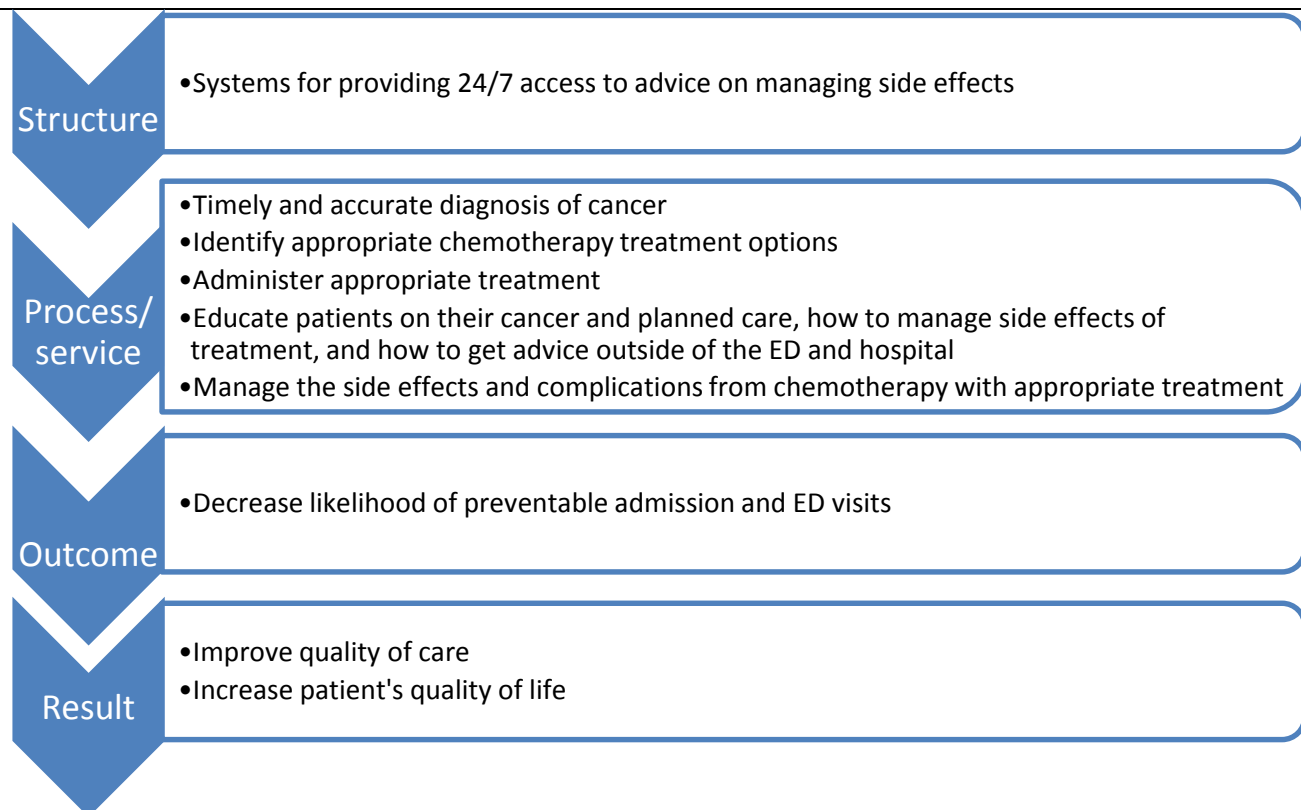 Structure
•Systems for providing 24/7 access to advice on managing side effects
Process/
service
•Timely and accurate diagnosis of cancer
•Identify appropriate chemotherapy treatment options
•Administer appropriate treatment
•Educate patients on their cancer and planned care, how to manage side effects of
treatment, and how to get advice outside of the ED and hospital
•Manage the side effects and complications from chemotherapy with appropriate treatment
Outcome
•Decrease likelihood of preventable admission and ED visits
Result
•Improve quality of care
•Increase patient's quality of life